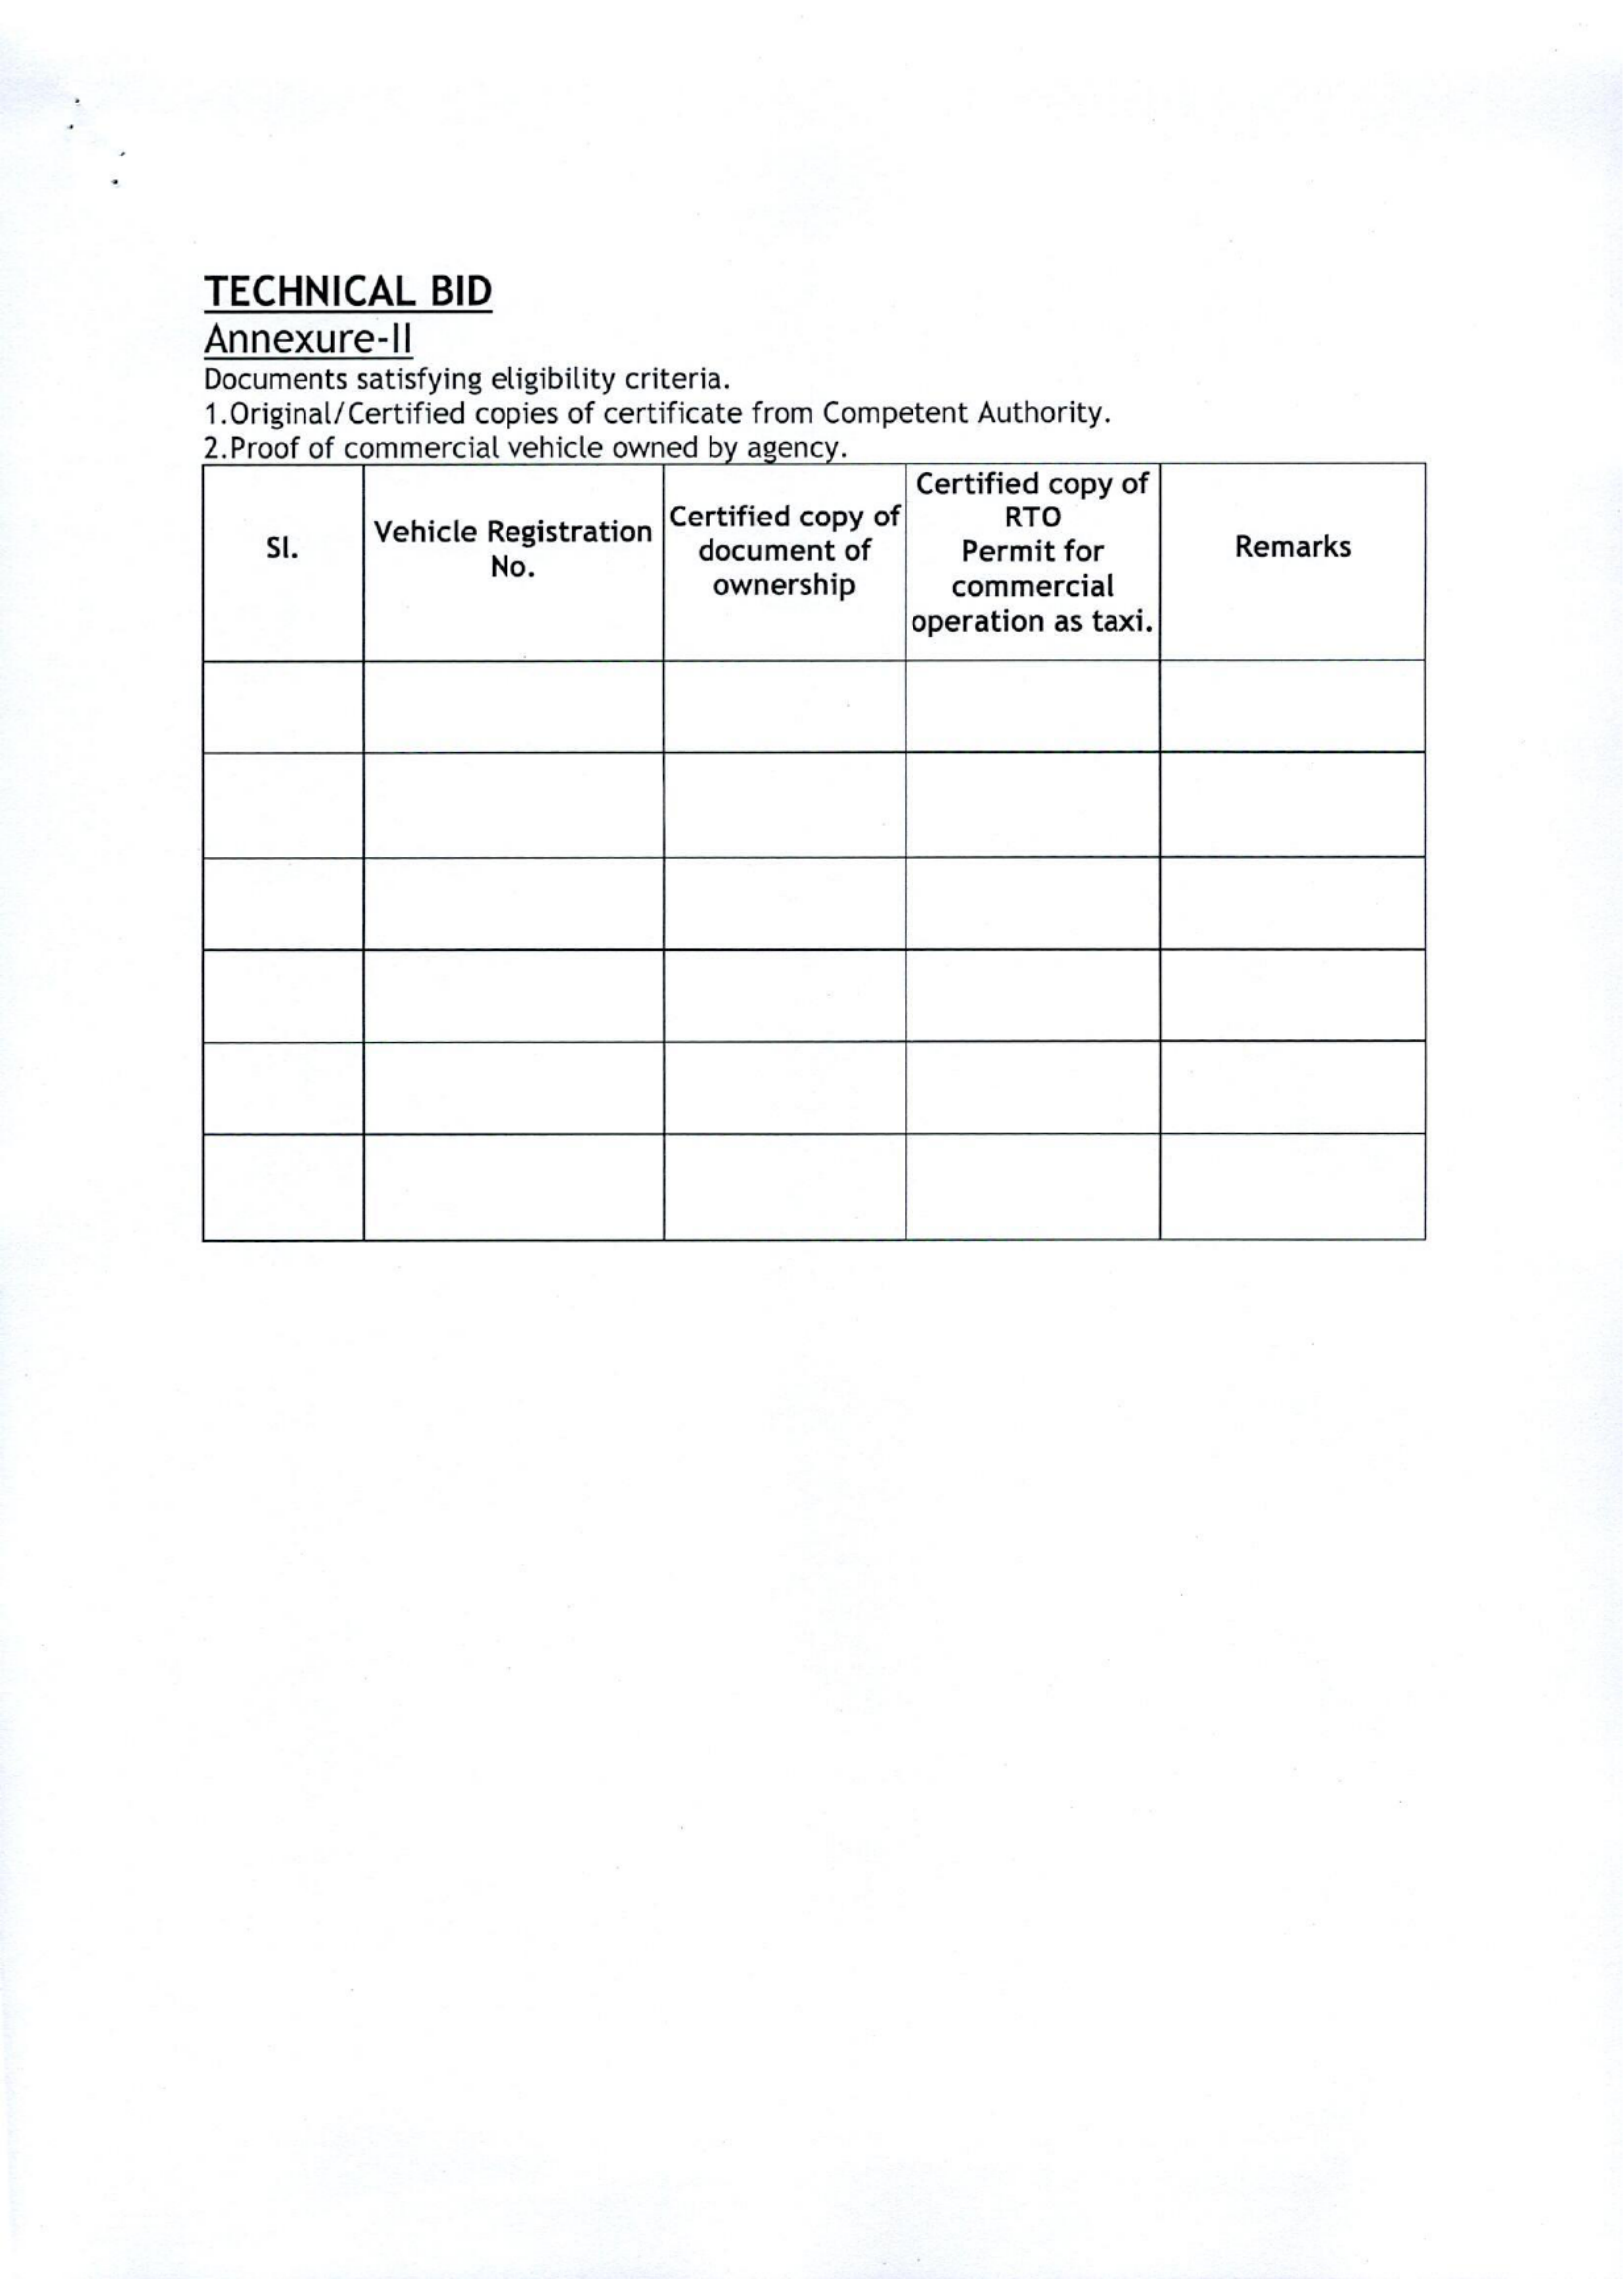 TECHNICAL BID
Annexure-II
Documents satisfying eligibility criteria.
1.Original/Certified copies of certificate from Competent Authority.
2.Proof of commercial vehicle owned by agency.
Sl.
Vehicle Registration
No.
Certified copy of
document of
ownership
Certified copy of
RTO
Permit for
commercial
operation as taxi.
Remarks